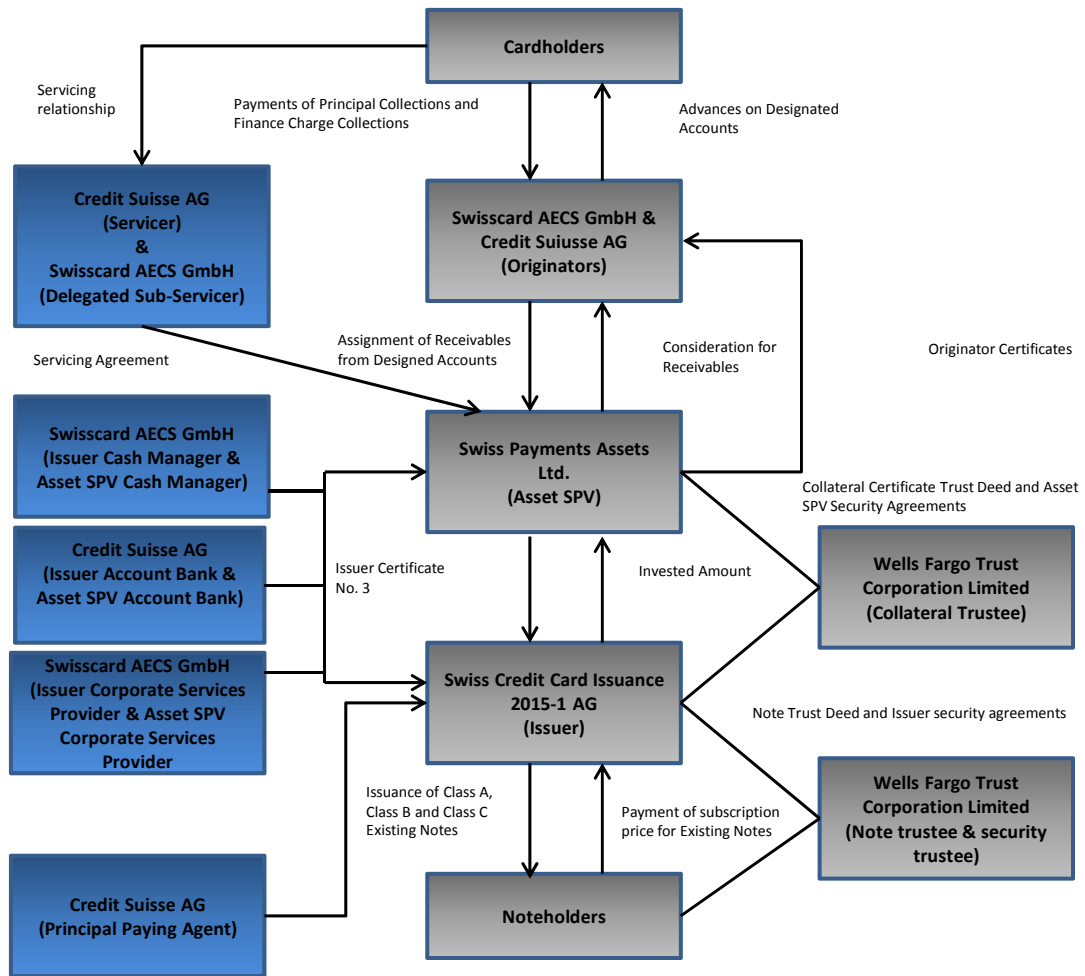 Cardholders
Servicing
relationship
Payments of Principal Collections and
Finance Charge Collections
Advances on Designated
Accounts
Credit Suisse AG
(Servicer)
&
Swisscard AECS GmbH
(Delegated Sub-Servicer)
Swisscard AECS GmbH &
Credit Suiusse AG
(Originators)
Servicing Agreement
Assignment of Receivables
from Designed Accounts
Consideration for
Receivables
Originator Certificates
Swisscard AECS GmbH
(Issuer Cash Manager &
Asset SPV Cash Manager)
Swiss Payments Assets
Ltd.
(Asset SPV)
Collateral Certificate Trust Deed and Asset
SPV Security Agreements
Credit Suisse AG
(Issuer Account Bank &
Asset SPV Account Bank)
Issuer Certificate
No. 3
Invested Amount
Wells Fargo Trust
Corporation Limited
(Collateral Trustee)
Swisscard AECS GmbH
(Issuer Corporate Services
Provider & Asset SPV
Corporate Services
Provider
Swiss Credit Card Issuance
2015-1 AG
(Issuer)
Note Trust Deed and Issuer security agreements
Issuance of Class A,
Class B and Class C
Existing Notes
Payment of subscription
price for Existing Notes
Wells Fargo Trust
Corporation Limited
(Note trustee & security
trustee)
Credit Suisse AG
(Principal Paying Agent)
Noteholders